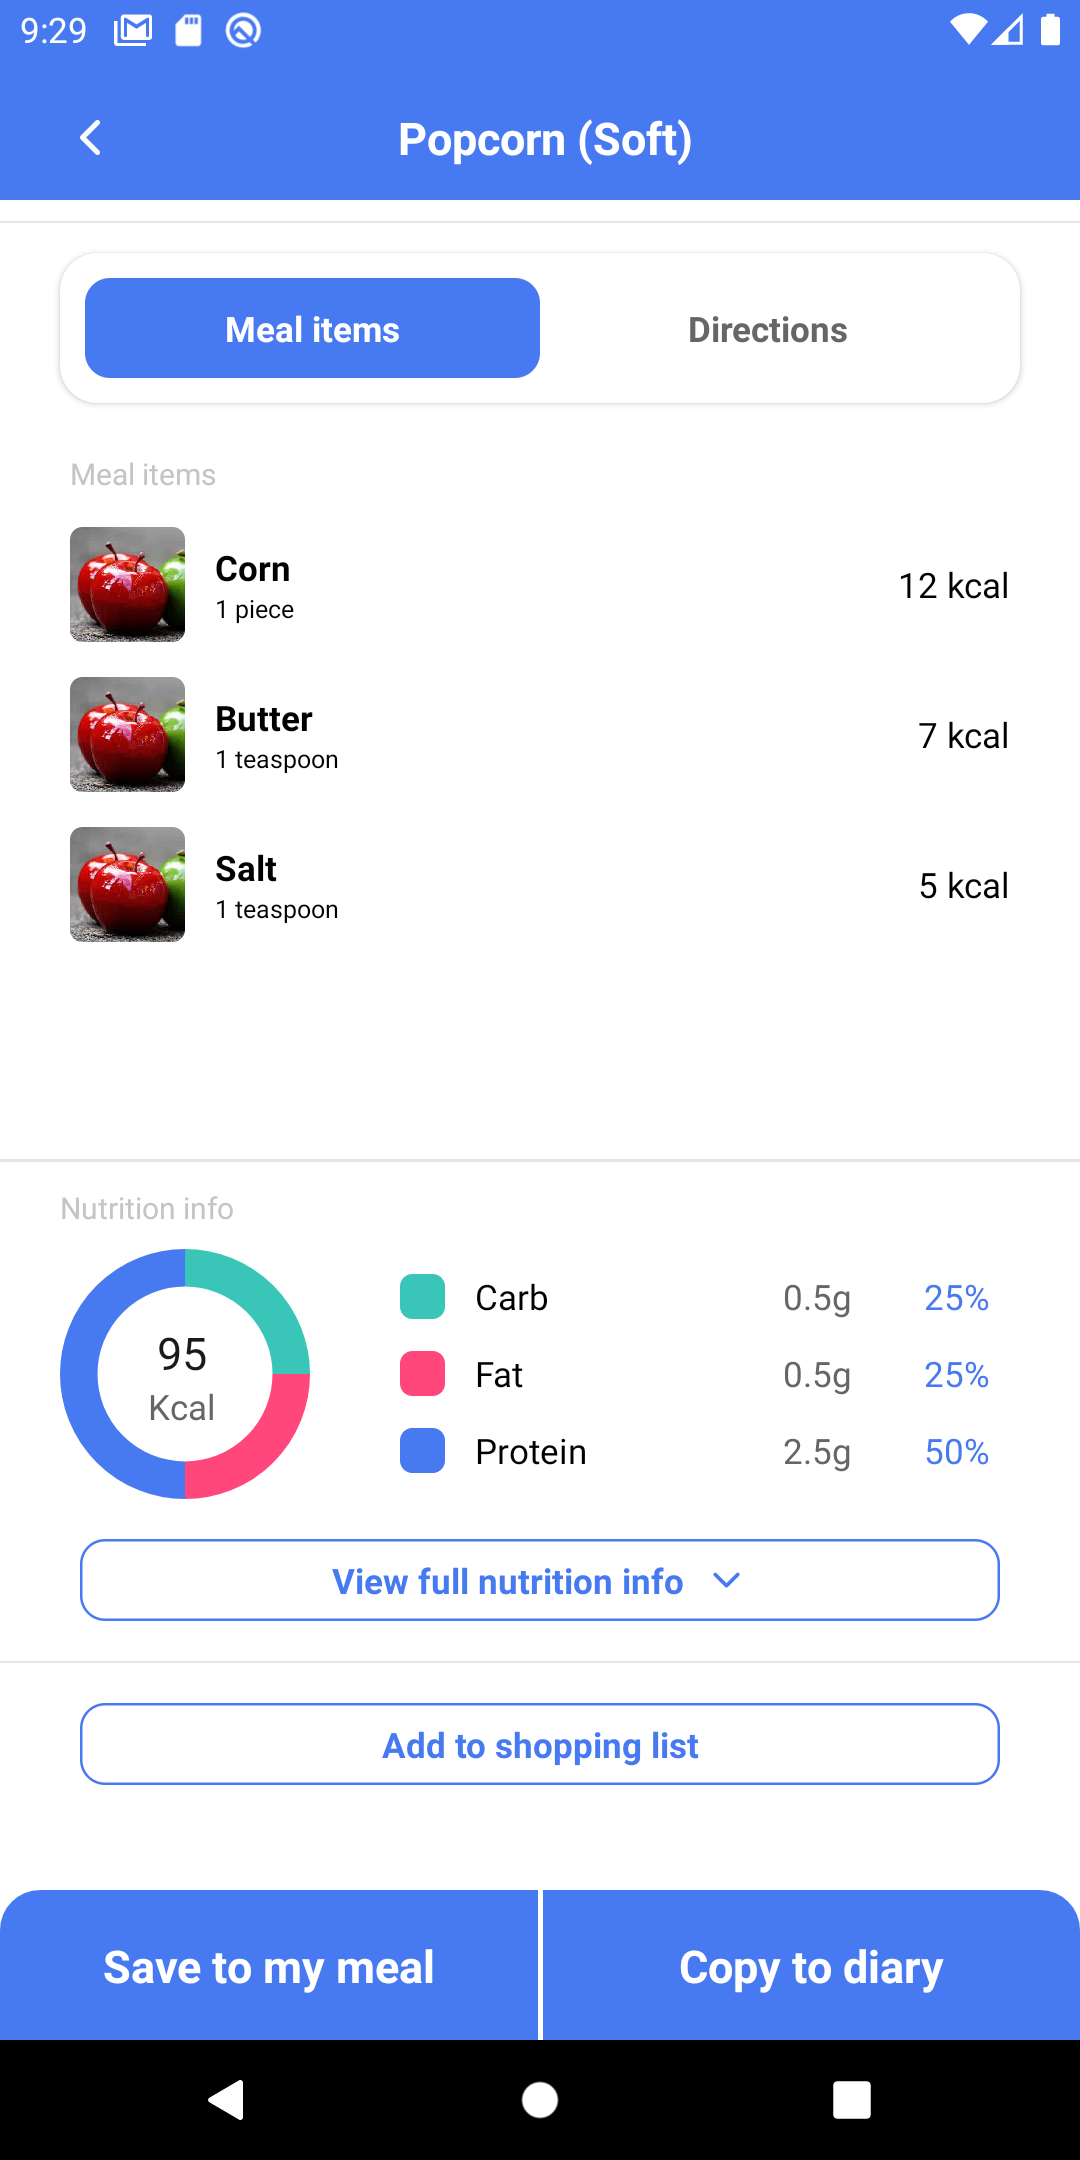 9:29
Popcorn (Soft)
Meal items
Directions
Meal items
Corn
1 piece
12 kcal
Butter
1 teaspoon
7 kcal
Salt
1 teaspoon
5 kcal
Nutrition info
95
Kcal
Carb 0.5g 25%
Fat 0.5g 25%
Protein 2.5g 50%
View full nutrition info
Add to shopping list
Save to my meal
Copy to diary